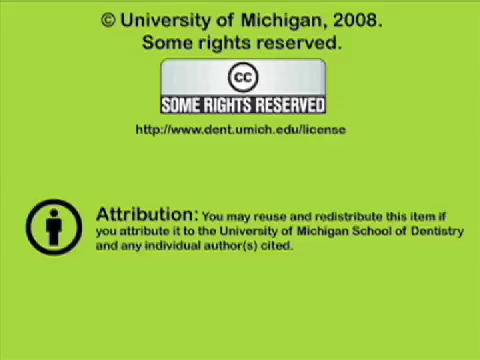 © University of Michigan, 2008.
Some rights reserved.
cc
SOME RIGHTS RESERVED
http://www.dent.umich.edu/license
Attribution: You may reuse and redistribute this item if
you attribute it to the University of Michigan School of Dentistry
and any individual author(s) cited.